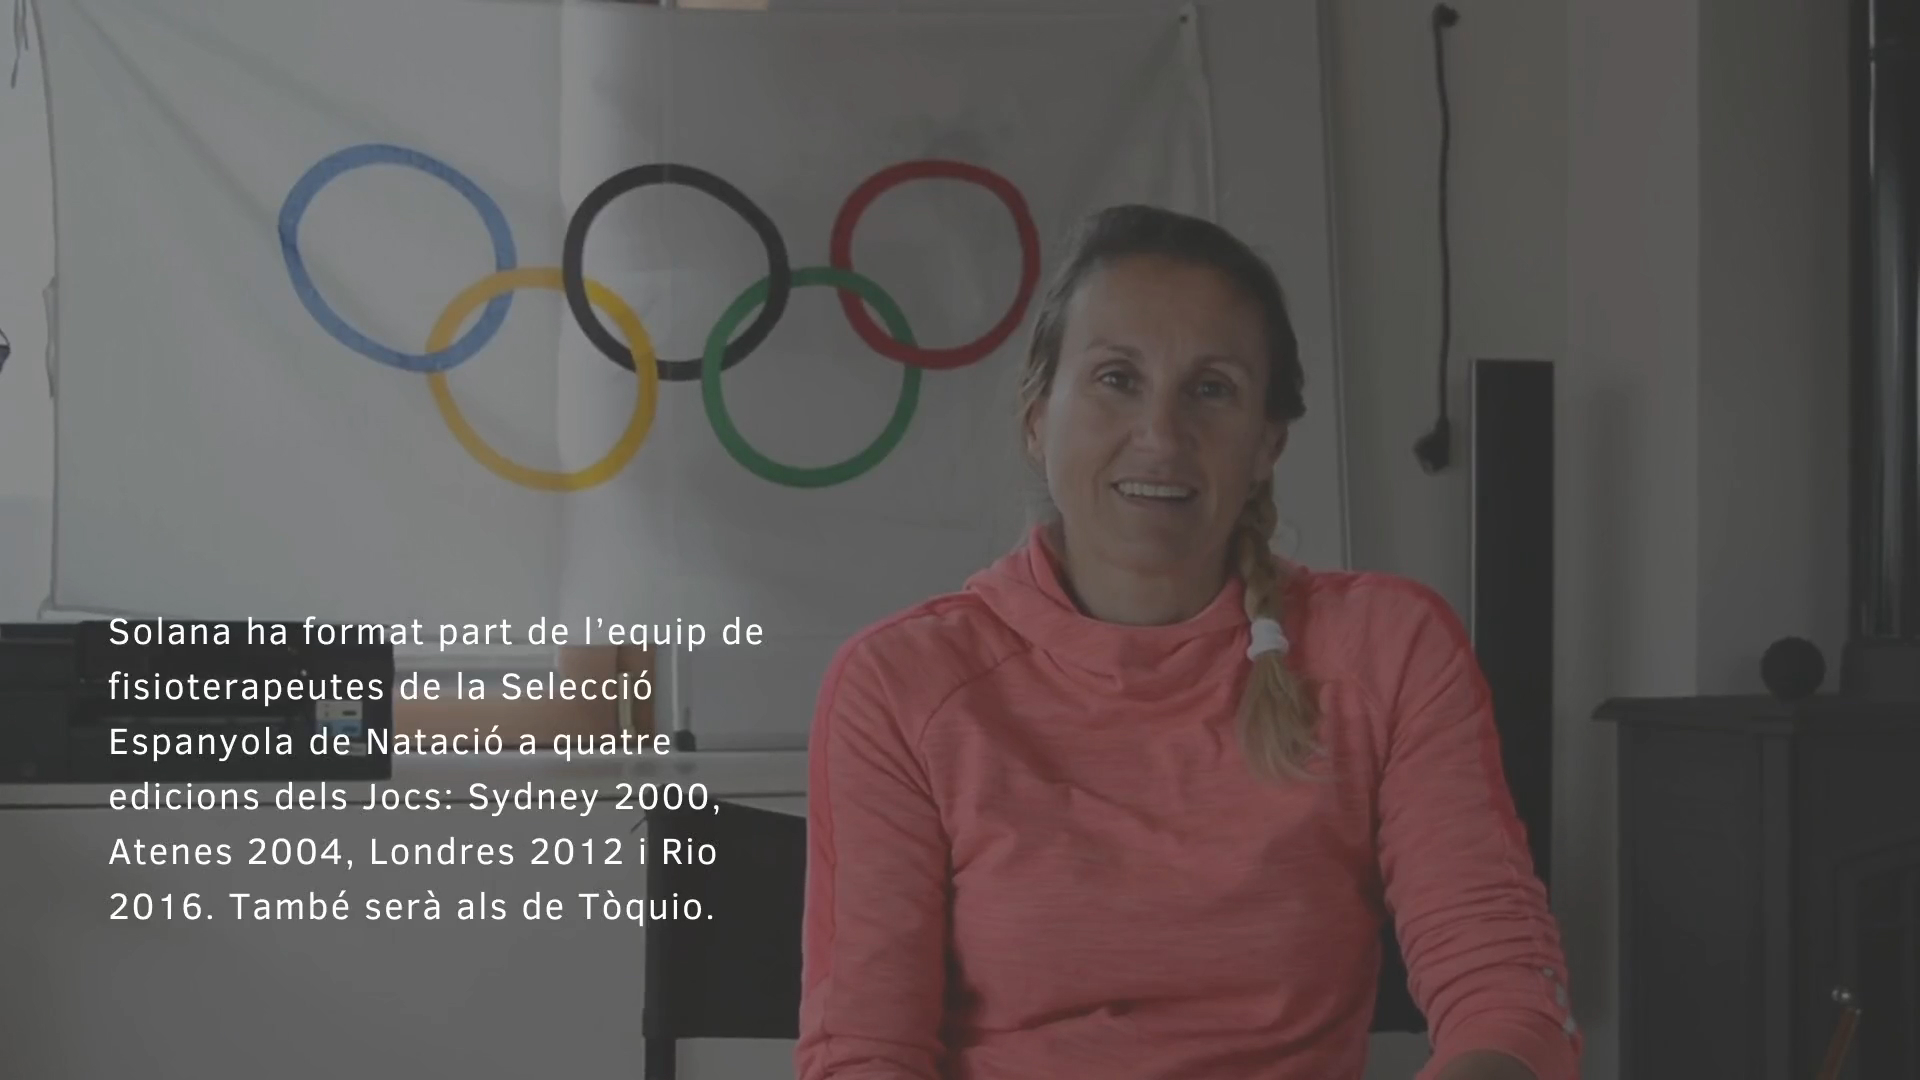 Solana ha format part de l’equip de
fisioterapeutes de la Selecció
Espanyola de Natació a quatre
edicions dels Jocs: Sydney 2000,
Atenes 2004, Londres 2012 i Rio
2016. També serà als de Tòquio.